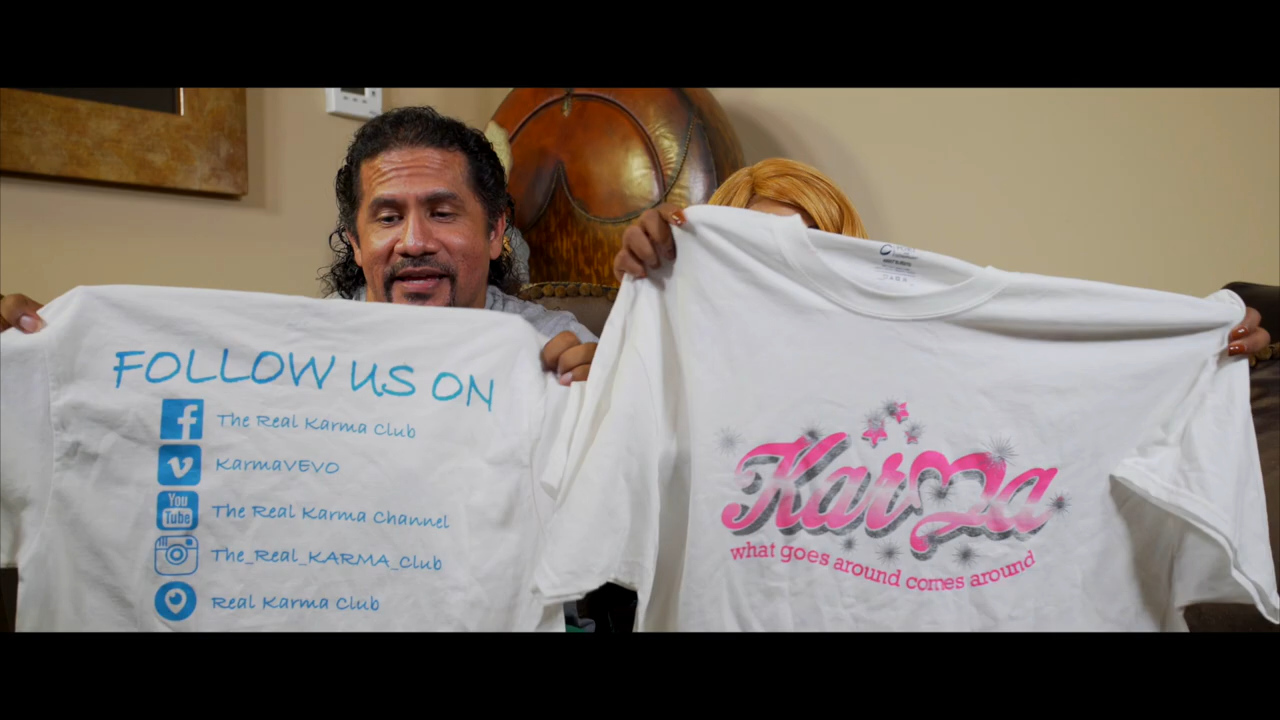 FOLLOW US ON
The Real Karma Club
KarmaVEVO
You
Tube
The Real Karma Channel
The_Real_KARMA_Club
Real Karma Club
Karma
what goes around comes around